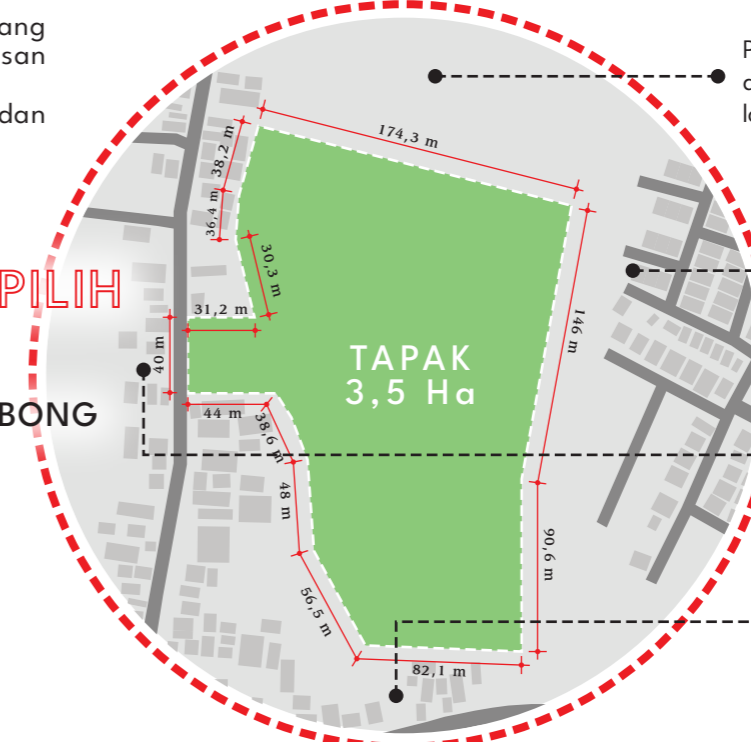 ang
san
dan
PILIH
BONG
P
174,3 m
38,2 m
36,4 m
30,3 m
31,2 m
40 m
146 m
TAPAK
3,5 Ha
44 m
38,6 m
48 m
90,6 m
56,5 m
82,1 m